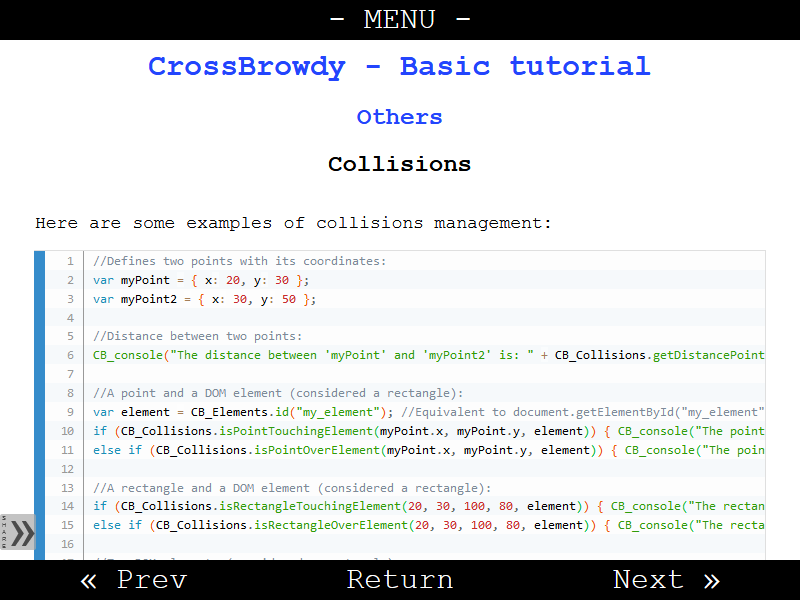 - MENU -
CrossBrowdy - Basic tutorial
Others
Collisions
Here are some examples of collisions management:
1 //Defines two points with its coordinates:
2 var myPoint = { x: 20, y: 30 };
3 var myPoint2 = { x: 30, y: 50 };
4
5 //Distance between two points:
6 CB_console("The distance between 'myPoint' and 'myPoint2' is: " + CB_Collisions.getDistancePoint
7
8 //A point and a DOM element (considered a rectangle):
9 var element = CB_Elements.id("my_element"); //Equivalent to document.getElementById("my_element"
10 if (CB_Collisions.isPointTouchingElement(myPoint.x, myPoint.y, element)) { CB_console("The point
11 else if (CB_Collisions.isPointOverElement(myPoint.x, myPoint.y, element)) { CB_console("The poin
12
13 //A rectangle and a DOM element (considered a rectangle):
14 if (CB_Collisions.isRectangleTouchingElement(20, 30, 100, 80, element)) { CB_console("The rectan
15 else if (CB_Collisions.isRectangleOverElement(20, 30, 100, 80, element)) { CB_console("The recta
16
SHARE »
« Prev Return Next »